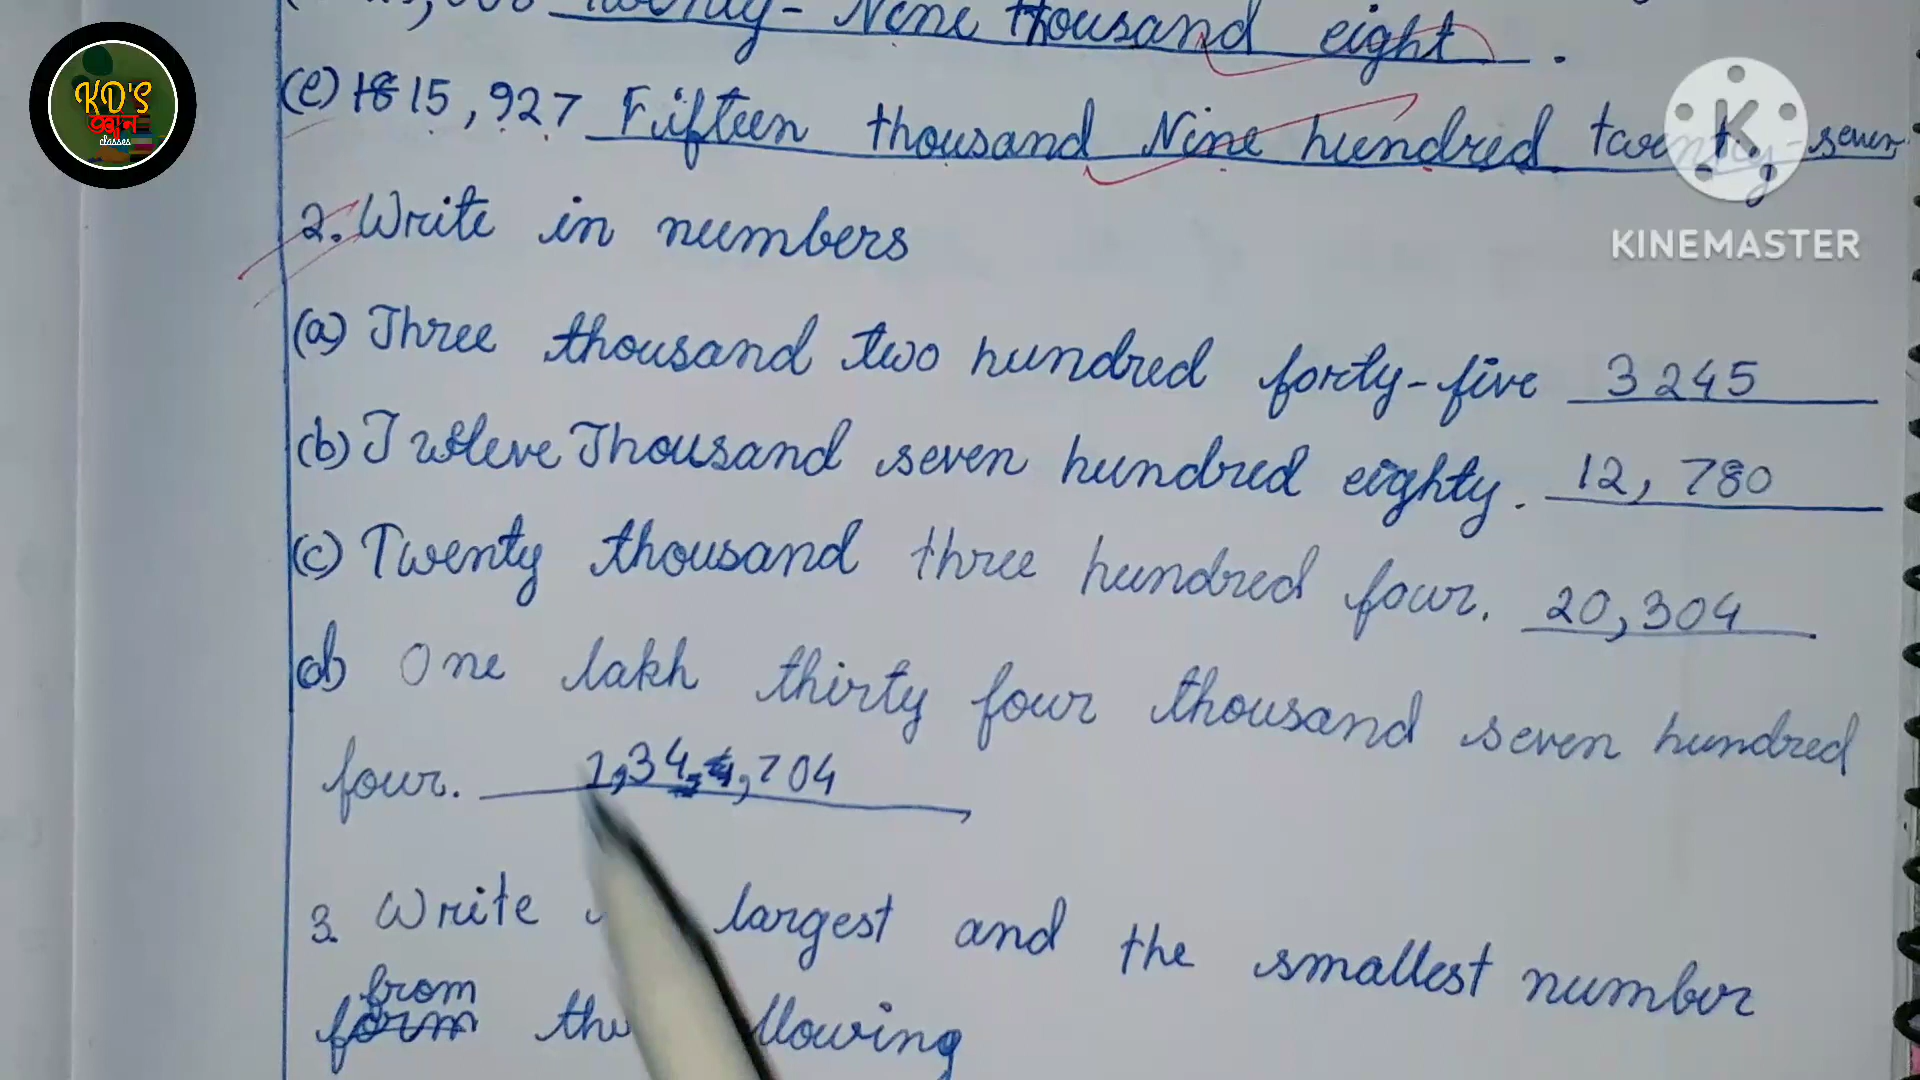 Twenty-Nine thousand eight.
(e) 15,927 Fifteen thousand Nine hundred twenty-seven
2. Write in numbers
(a) Three thousand two hundred forty-five 3245
(b) Tweleve Thousand seven hundred eighty. 12, 780
(c) Twenty thousand three hundred four. 20,304
(d) One lakh thirty four thousand seven hundred
four. 1,34,704
3. Write largest and the smallest number
from
KD'S
ज्ञान
classes
KINEMASTER